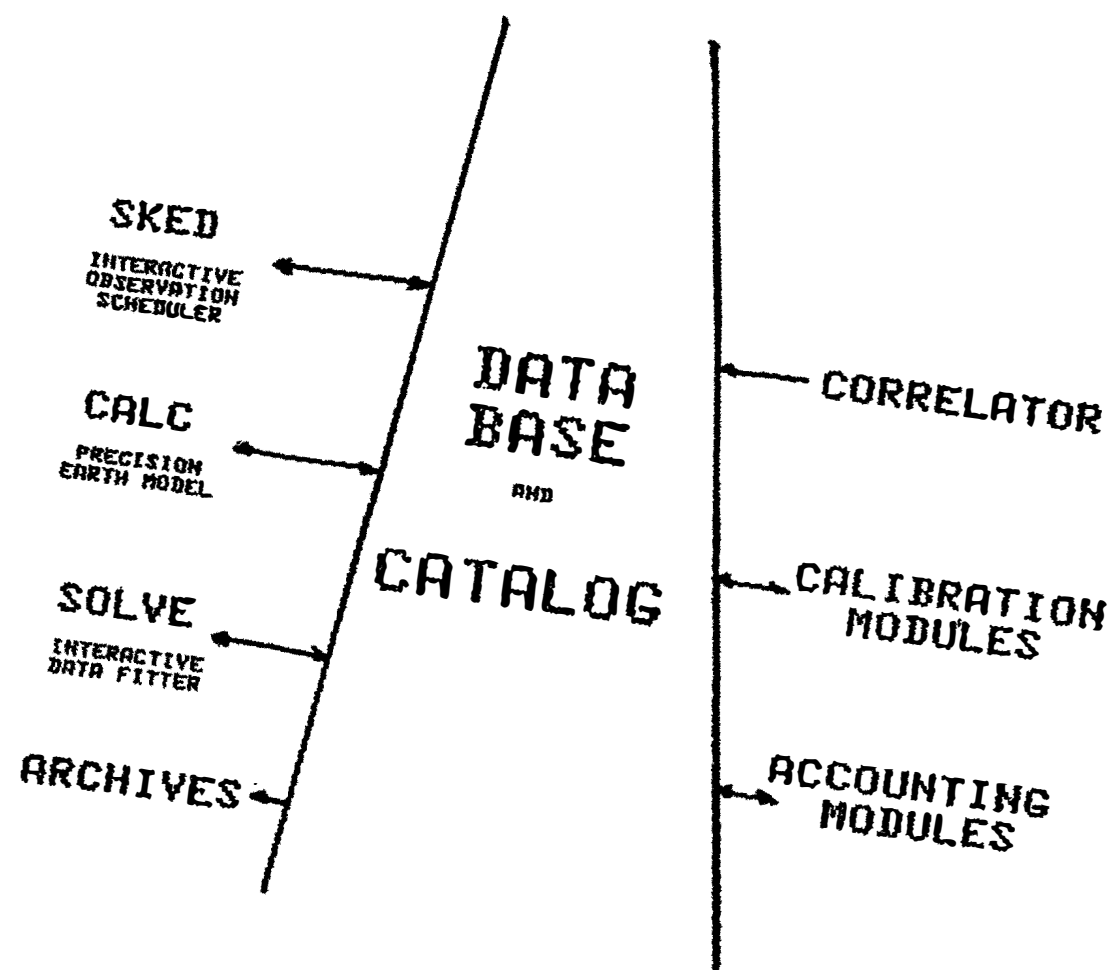 SKED
INTERACTIVE
OBSERVATION
SCHEDULER
CALC
PRECISION
EARTH MODEL
SOLVE
INTERACTIVE
DATA FITTER
ARCHIVES
DATA
BASE
AND
CATALOG
CORRELATOR
CALIBRATION
MODULES
ACCOUNTING
MODULES